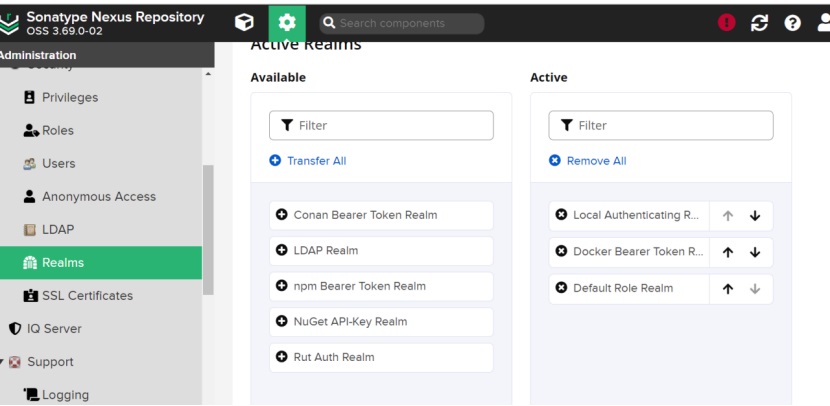 Sonatype Nexus Repository
OSS 3.69.0-02
Search components
Administration
Security
Privileges
Roles
Users
Anonymous Access
LDAP
Realms
SSL Certificates
IQ Server
Support
Logging
Active Realms
Available
Filter
Transfer All
Conan Bearer Token Realm
LDAP Realm
npm Bearer Token Realm
NuGet API-Key Realm
Rut Auth Realm
Active
Filter
Remove All
Local Authenticating R...
Docker Bearer Token R...
Default Role Realm